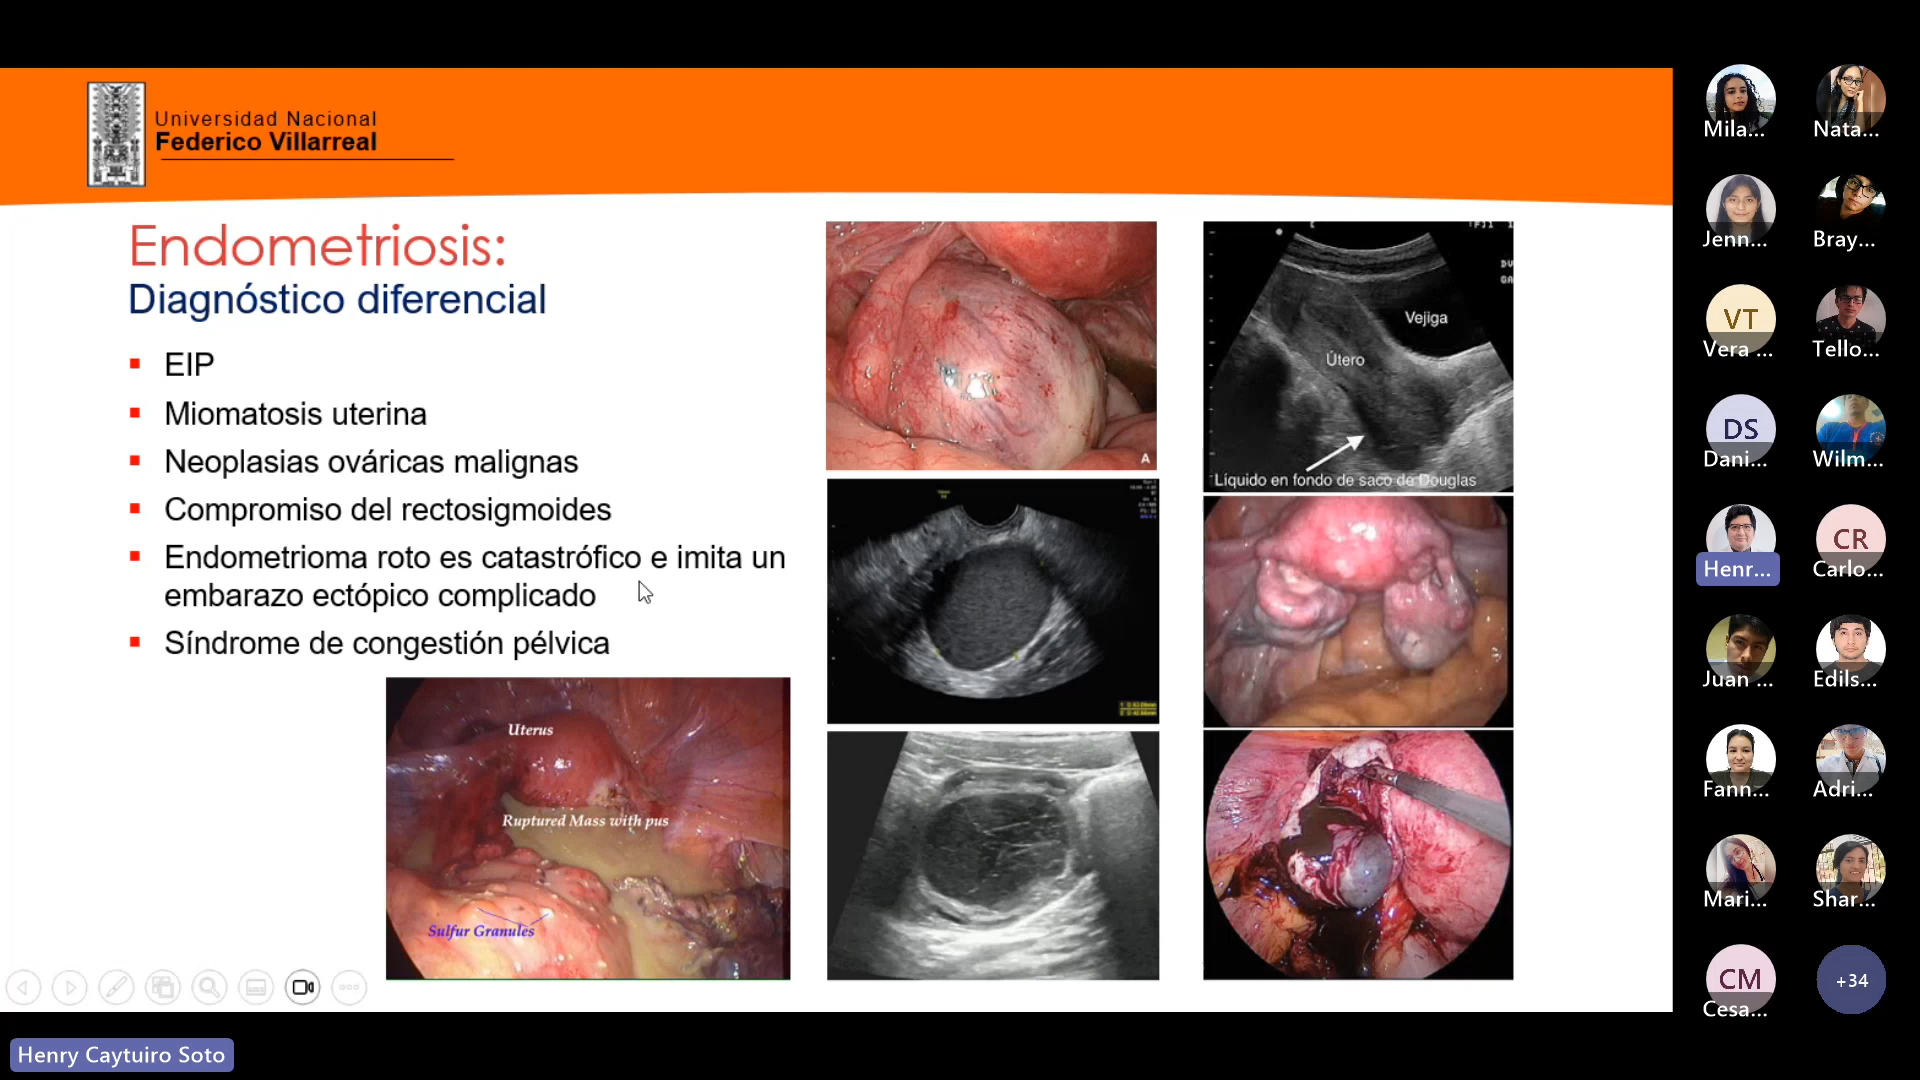 Universidad Nacional
Federico Villarreal
Endometriosis:
Diagnóstico diferencial
EIP
Miomatosis uterina
Neoplasias ováricas malignas
Compromiso del rectosigmoides
Endometrioma roto es catastrófico e imita un
embarazo ectópico complicado
Síndrome de congestión pélvica
Uterus
Ruptured Mass with pus
Sulfur Granules
A
Vejiga
Útero
Líquido en fondo de saco de Douglas
Mila...
Nata...
Jenn...
Bray...
VT
Vera ...
Tello...
DS
Dani...
Wilm...
Henr...
CR
Carlo...
Juan ...
Edils...
Fann...
Adri...
Mari...
Shar...
CM
Cesa...
+34
Henry Caytuiro Soto